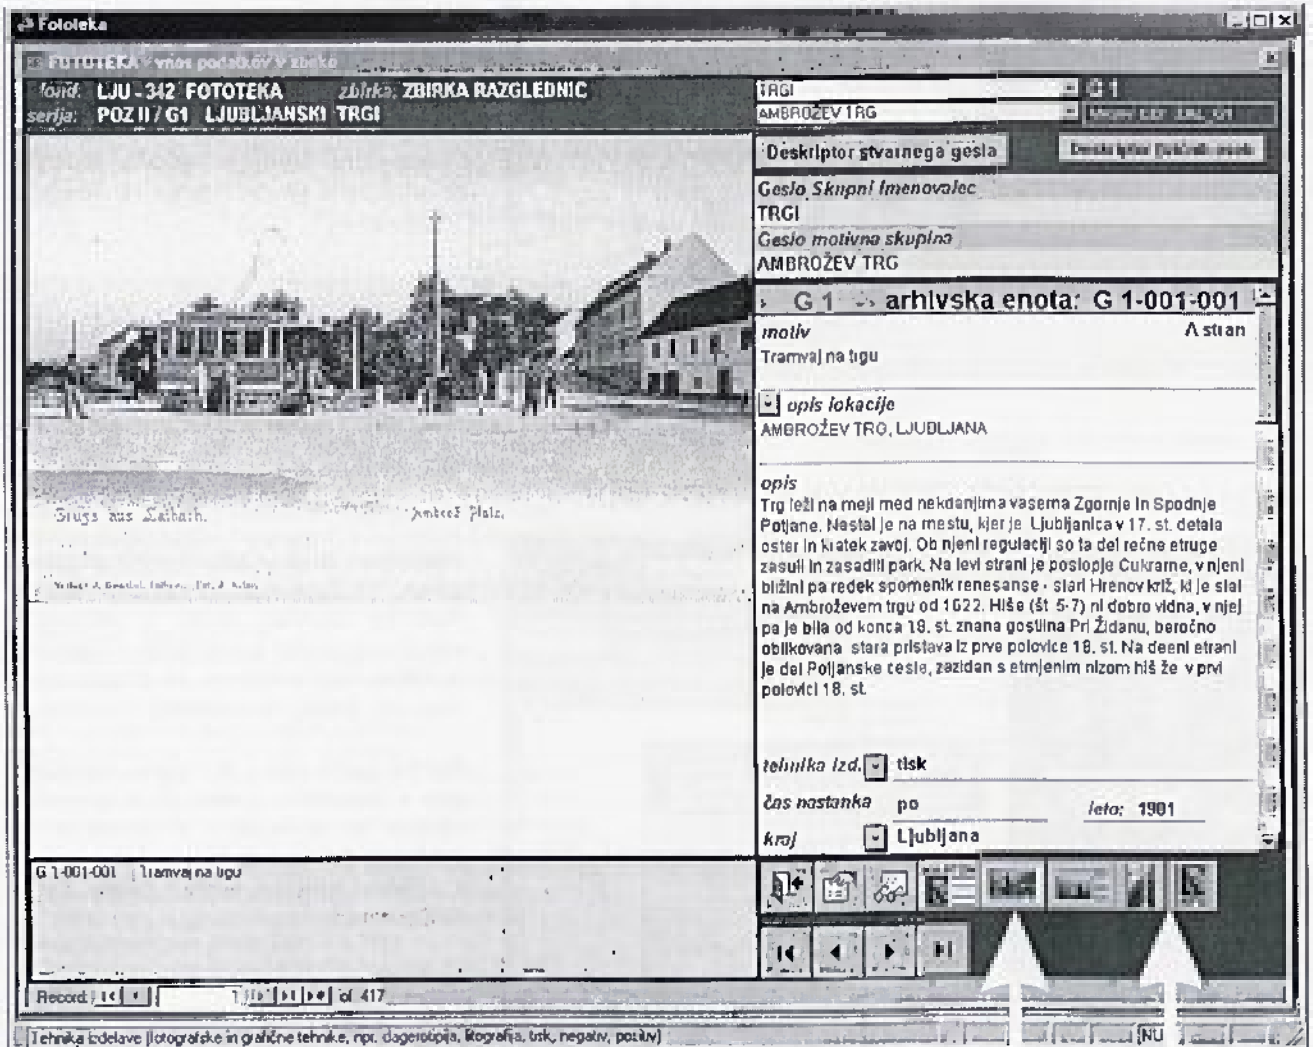 Fototeka
FOTOTEKA - vnos podatkov v zbirko
fond: LJU - 342 FOTOTEKA zbirka: ZBIRKA RAZGLEDNIC
serija: POZ II / G1 LJUBLJANSKI TRGI
TRGI G 1
AMBROŽEV TRG
Deskriptor stvarnega gesla
Geslo Skupni Imenovalec
TRGI
Geslo motivna skupina
AMBROŽEV TRG
G 1 -> arhivska enota: G 1-001-001
motiv A stran
Tramvaj na trgu
opis lokacije
AMBROŽEV TRG, LJUBLJANA
opis
Trg leži na meji med nekdanjima vasema Zgornje in Spodnje
Poljane. Nastal je na mestu, kjer je Ljubljanica v 17. st. delala
oster in kratek zavoj. Ob njeni regulaciji so ta del rečne struge
zasuli in zasadili park. Na levi strani je poslopje Cukrarne, v njeni
bližini pa redek spomenik renesanse - stari Hrenov križ, ki je stal
na Ambroževem trgu od 1622. Hiše (št. 5-7) ni dobro vidna, v njej
pa je bila od konca 18. st. znana gostilna Pri Židanu, baročno
oblikovana stara pristava iz prve polovice 18. st. Na desni strani
je del Poljanske ceste, zazidan s strnjenim nizom hiš že v prvi
polovici 18. st.
Gruss aus Laibach. Ambrož Platz.
tehnika izd. tisk
čas nastanka po leto: 1901
kraj Ljubljana
G 1-001-001 Tramvaj na trgu
Record: 1 of 417
Tehnika izdelave (fotografske in grafične tehnike, npr. dagerotipija, litografija, tisk, negativ, pozitiv) NU